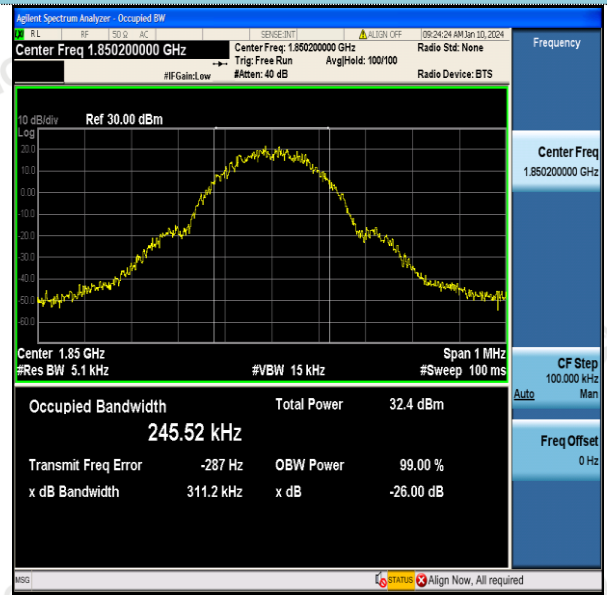 Agilent Spectrum Analyzer - Occupied BW
RL RF 50 Ω AC SENSE:INT ALIGN OFF 09:24:24 AM Jan 10, 2024
Center Freq 1.850200000 GHz Center Freq: 1.850200000 GHz Radio Std: None
Trig: Free Run Avg|Hold: 100/100
#IFGain:Low #Atten: 40 dB Radio Device: BTS
Frequency
10 dB/div Ref 30.00 dBm
Log
20.0
10.0
0.00
-10.0
-20.0
-30.0
-40.0
-50.0
-60.0
Center 1.85 GHz Span 1 MHz
#Res BW 5.1 kHz #VBW 15 kHz #Sweep 100 ms
Center Freq
1.850200000 GHz
CF Step
100.000 kHz
Auto Man
Freq Offset
0 Hz
Occupied Bandwidth Total Power 32.4 dBm
245.52 kHz
Transmit Freq Error -287 Hz OBW Power 99.00 %
x dB Bandwidth 311.2 kHz x dB -26.00 dB
MSG STATUS Align Now, All required